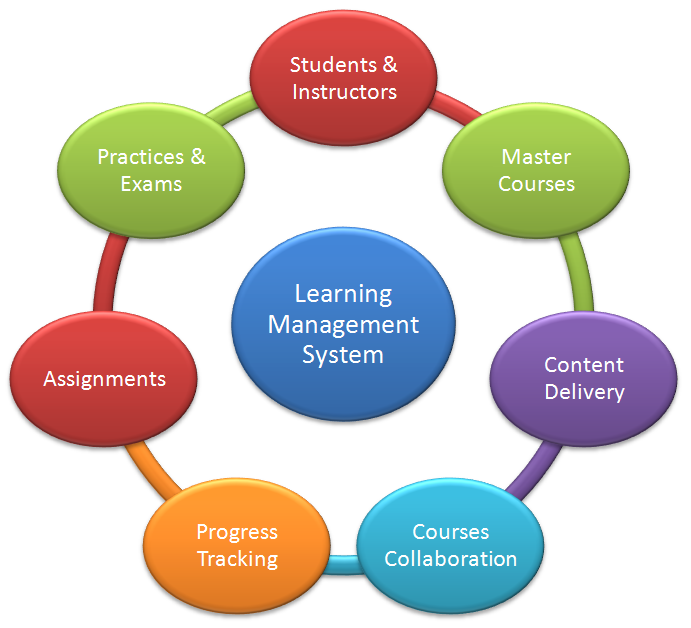 Students &
Instructors
Master
Courses
Content
Delivery
Courses
Collaboration
Progress
Tracking
Assignments
Practices &
Exams
Learning
Management
System